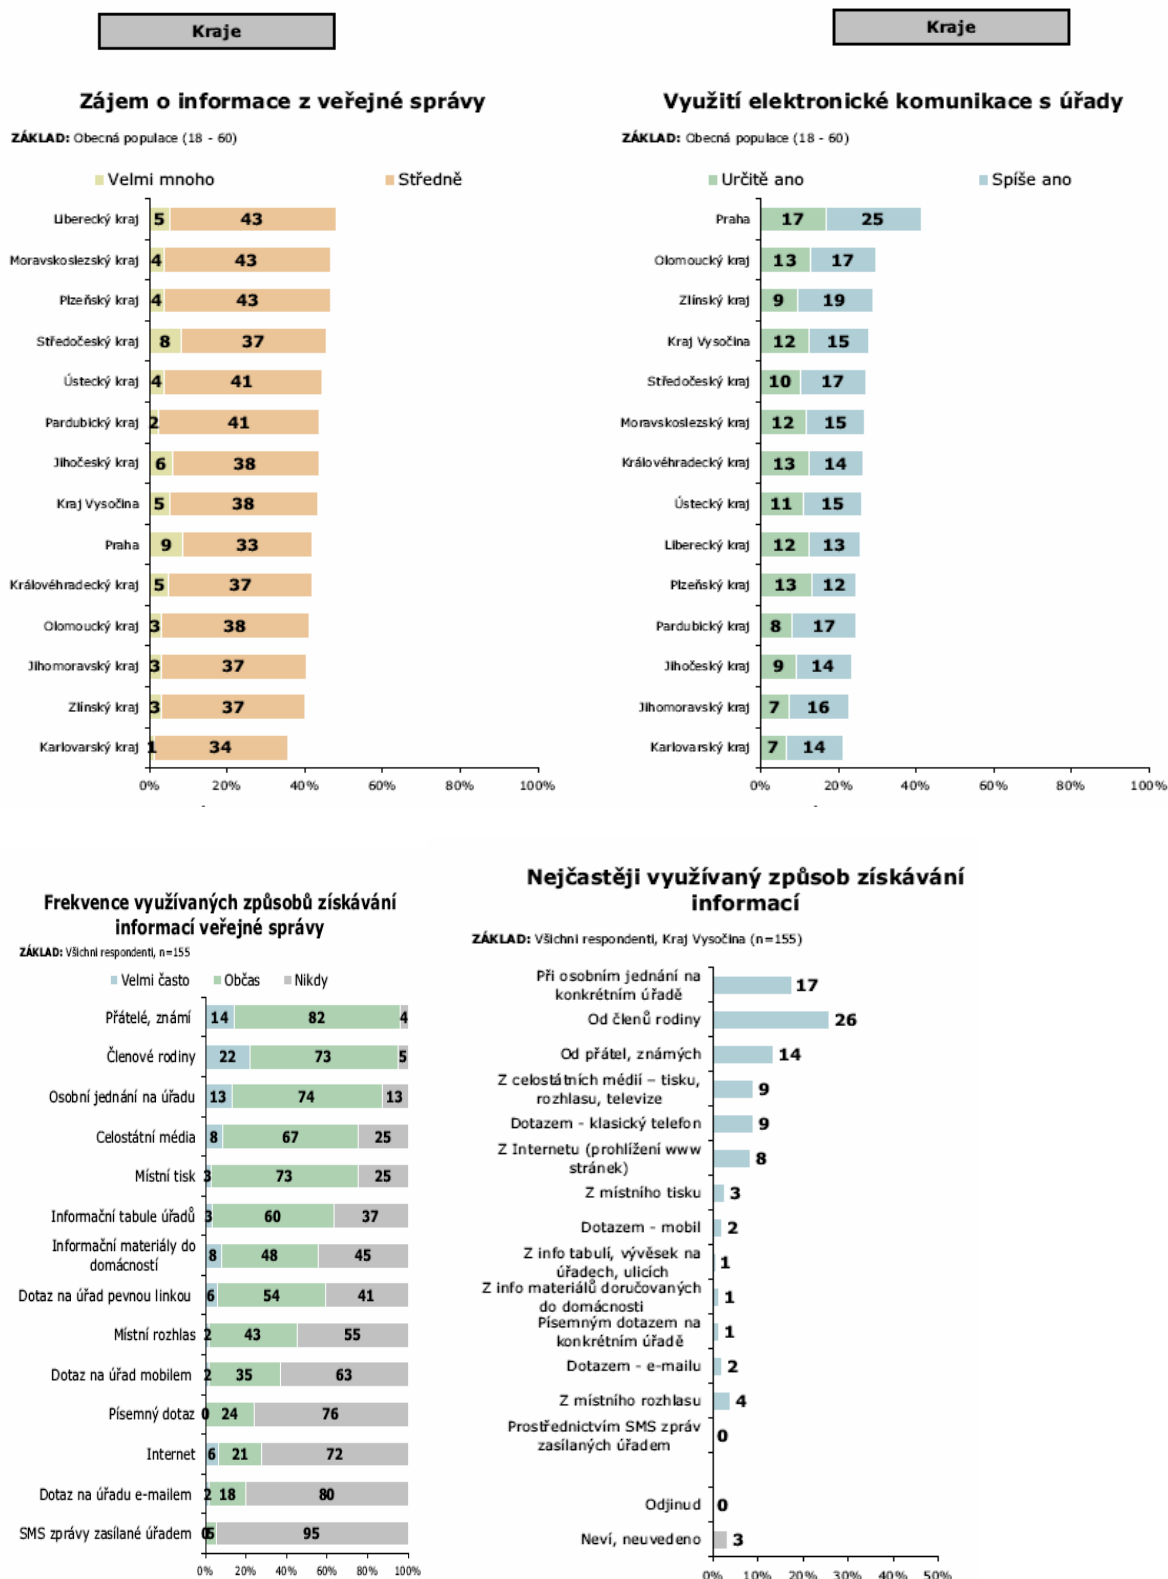 Kraje
Zájem o informace z veřejné správy
ZÁKLAD: Obecná populace (18 - 60)
Velmi mnoho Středně
Liberecký kraj 5 43
Moravskoslezský kraj 4 43
Plzeňský kraj 4 43
Středočeský kraj 8 37
Ústecký kraj 4 41
Pardubický kraj 2 41
Jihočeský kraj 6 38
Kraj Vysočina 5 38
Praha 9 33
Královéhradecký kraj 5 37
Olomoucký kraj 3 38
Jihomoravský kraj 3 37
Zlínský kraj 3 37
Karlovarský kraj 1 34
0% 20% 40% 60% 80% 100%
Kraje
Využití elektronické komunikace s úřady
ZÁKLAD: Obecná populace (18 - 60)
Určitě ano Spíše ano
Praha 17 25
Olomoucký kraj 13 17
Zlínský kraj 9 19
Kraj Vysočina 12 15
Středočeský kraj 10 17
Moravskoslezský kraj 12 15
Královéhradecký kraj 13 14
Ústecký kraj 11 15
Liberecký kraj 12 13
Plzeňský kraj 13 12
Pardubický kraj 8 17
Jihočeský kraj 9 14
Jihomoravský kraj 7 16
Karlovarský kraj 7 14
0% 20% 40% 60% 80% 100%
Frekvence využívaných způsobů získávání
informací veřejné správy
ZÁKLAD: Všichni respondenti, n=155
Velmi často Občas Nikdy
Přátelé, známí 14 82 4
Členové rodiny 22 73 5
Osobní jednání na úřadu 13 74 13
Celostátní média 8 67 25
Místní tisk 3 73 25
Informační tabule úřadů 3 60 37
Informační materiály do
domácností 8 48 45
Dotaz na úřad pevnou linkou 6 54 41
Místní rozhlas 2 43 55
Dotaz na úřad mobilem 2 35 63
Písemný dotaz 0 24 76
Internet 6 21 72
Dotaz na úřadu e-mailem 2 18 80
SMS zprávy zasílané úřadem 0 5 95
0% 20% 40% 60% 80% 100%
Nejčastěji využívaný způsob získávání
informací
ZÁKLAD: Všichni respondenti, Kraj Vysočina (n=155)
Při osobním jednání na
konkrétním úřadě 17
Od členů rodiny 26
Od přátel, známých 14
Z celostátních médií – tisku,
rozhlasu, televize 9
Dotazem - klasický telefon 9
Z Internetu (prohlížení www
stránek) 8
Z místního tisku 3
Dotazem - mobil 2
Z info tabulí, vývěsek na
úřadech, ulicích 1
Z info materiálů doručovaných
do domácnosti 1
Písemným dotazem na
konkrétním úřadě 1
Dotazem - e-mailu 2
Z místního rozhlasu 4
Prostřednictvím SMS zpráv
zasílaných úřadem 0
Odjinud 0
Neví, neuvedeno 3
0% 10% 20% 30% 40% 50%